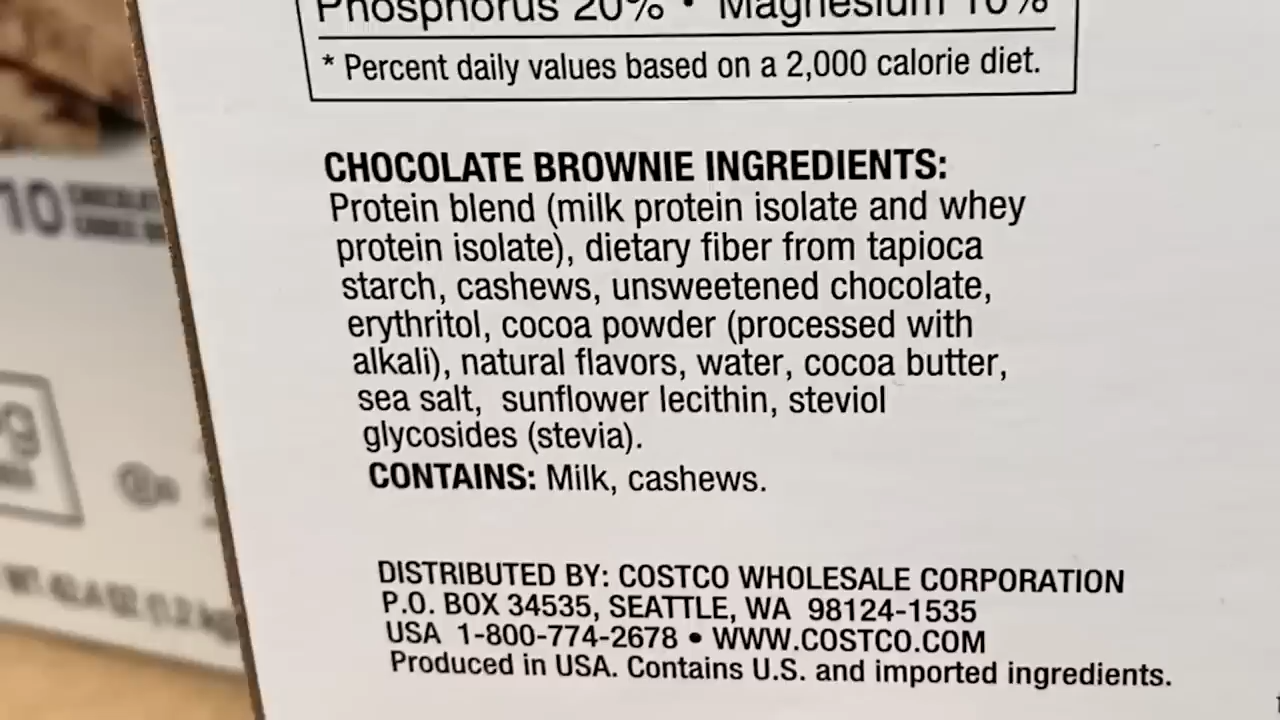 Phosphorus 20% • Magnesium 10%
* Percent daily values based on a 2,000 calorie diet.
CHOCOLATE BROWNIE INGREDIENTS:
Protein blend (milk protein isolate and whey
protein isolate), dietary fiber from tapioca
starch, cashews, unsweetened chocolate,
erythritol, cocoa powder (processed with
alkali), natural flavors, water, cocoa butter,
sea salt,  sunflower lecithin, steviol
glycosides (stevia).
CONTAINS: Milk, cashews.
DISTRIBUTED BY: COSTCO WHOLESALE CORPORATION
P.O. BOX 34535, SEATTLE, WA  98124-1535
USA  1-800-774-2678 • WWW.COSTCO.COM
Produced in USA. Contains U.S. and imported ingredients.
10